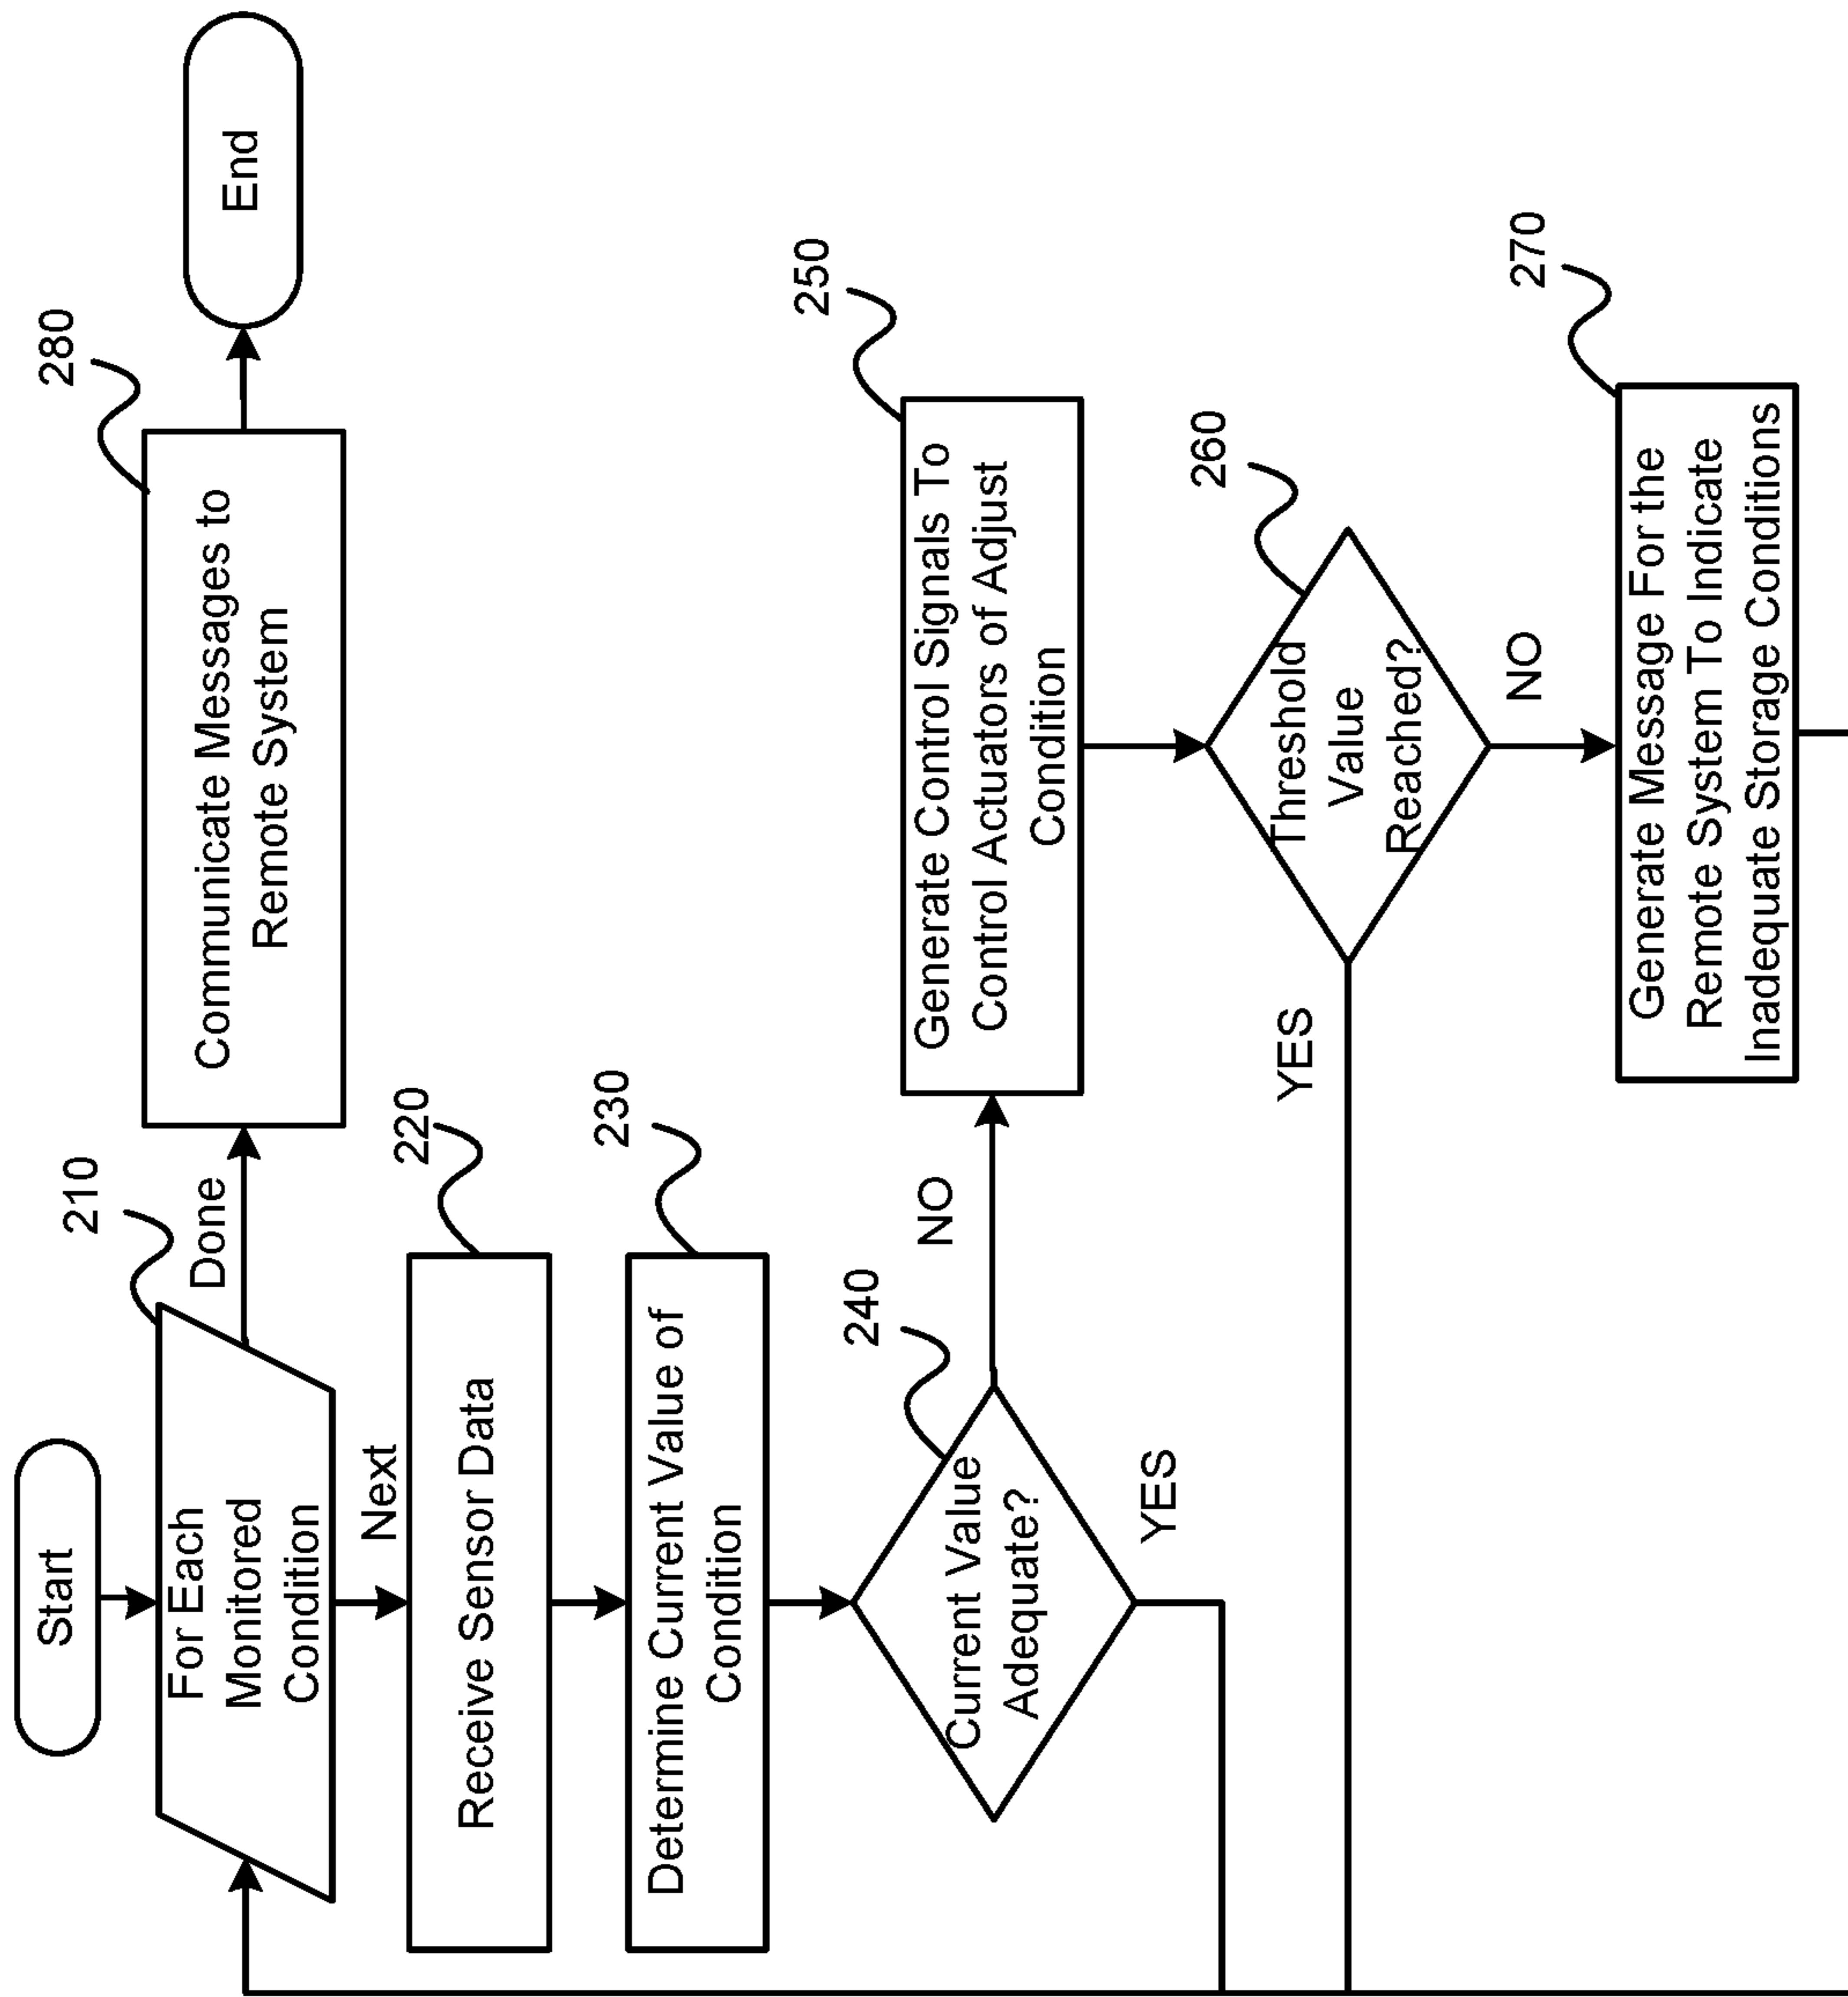 Start
210
For Each
Monitored
Condition
Done
280
Communicate Messages to
Remote System
End
Next
220
Receive Sensor Data
230
Determine Current Value of
Condition
240
Current Value
Adequate?
NO
YES
250
Generate Control Signals To
Control Actuators of Adjust
Condition
260
Threshold
Value
Reached?
YES
NO
270
Generate Message For the
Remote System To Indicate
Inadequate Storage Conditions